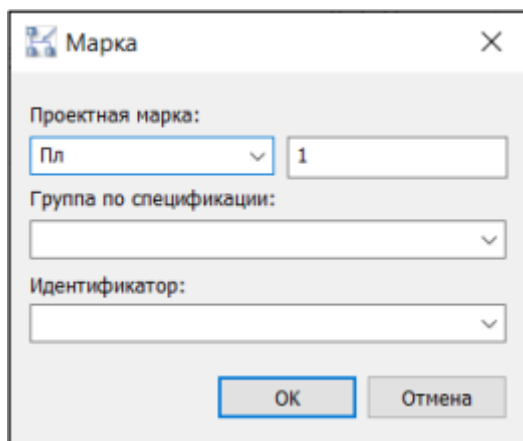 Марка
Проектная марка:
Пл 1
Группа по спецификации:
Идентификатор:
ОК Отмена